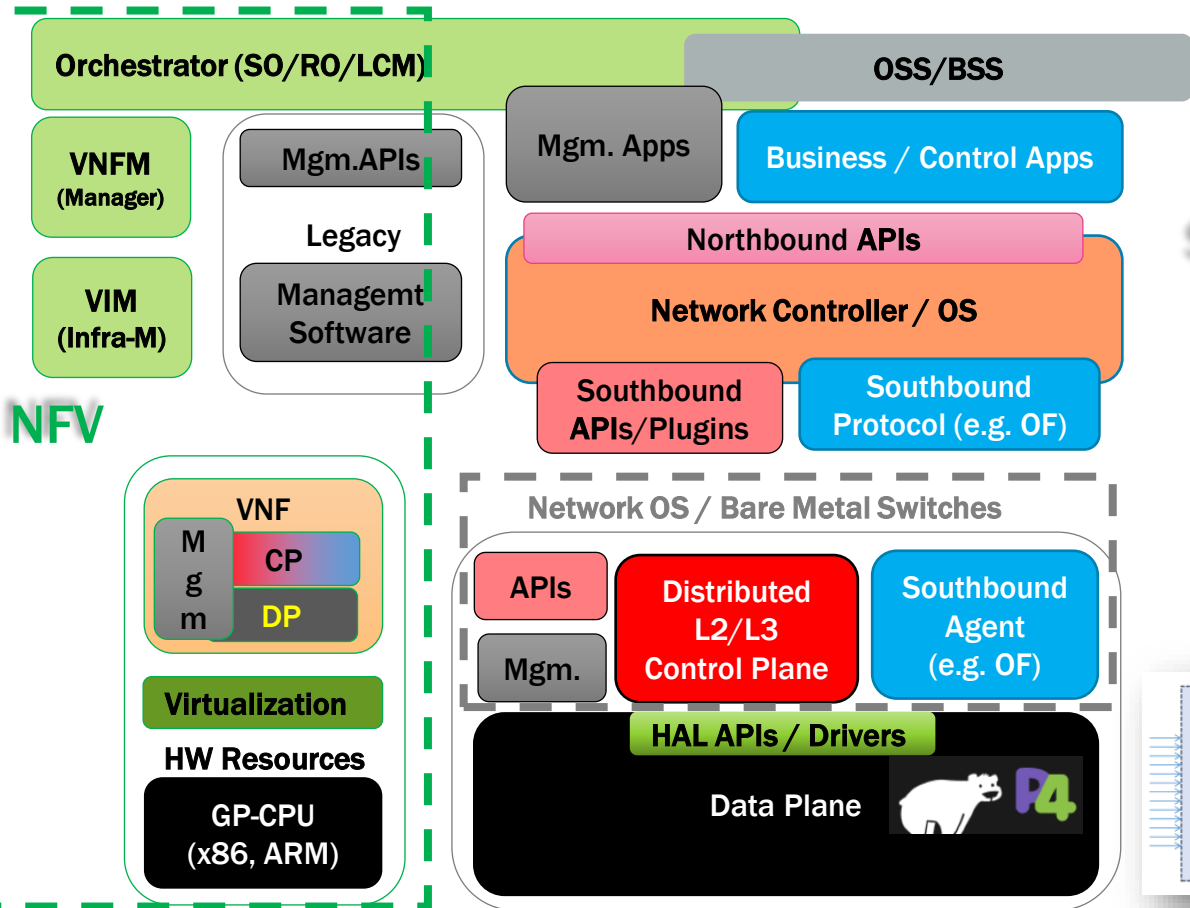 Orchestrator (SO/RO/LCM)
OSS/BSS
VNFM
(Manager)
Mgm.APIs
Mgm. Apps
Business / Control Apps
Legacy
Northbound APIs
VIM
(Infra-M)
Managemt
Software
Network Controller / OS
Southbound
APIs/Plugins
Southbound
Protocol (e.g. OF)
NFV
Network OS / Bare Metal Switches
VNF
M
g
m
CP
DP
APIs
Mgm.
Distributed
L2/L3
Control Plane
Southbound
Agent
(e.g. OF)
Virtualization
HAL APIs / Drivers
HW Resources
GP-CPU
(x86, ARM)
Data Plane
P4